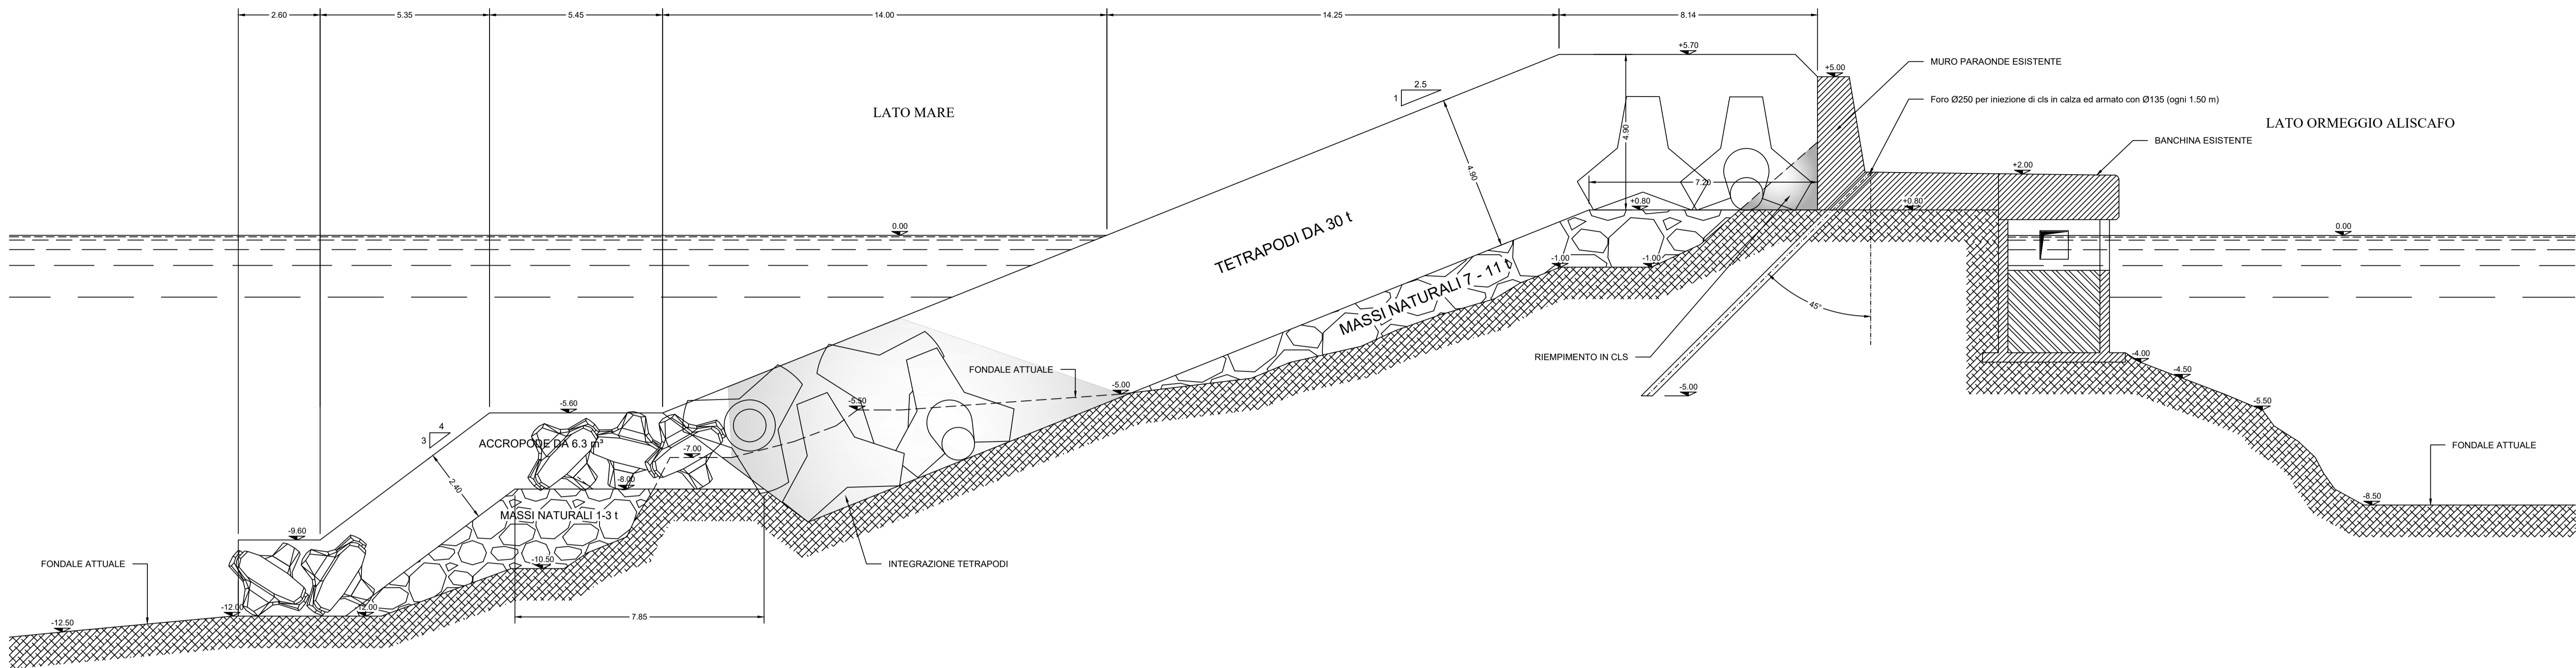 2.60
5.35
5.45
14.00
14.25
8.14
+5.70
+5.00
MURO PARAONDE ESISTENTE
2.5
1
Foro Ø250 per iniezione di cls in calza ed armato con Ø135 (ogni 1.50 m)
LATO MARE
LATO ORMEGGIO ALISCAFO
4.90
BANCHINA ESISTENTE
+2.00
4.90
7.20
+0.80
+0.80
0.00
0.00
TETRAPODI DA 30 t
-1.00
-1.00
MASSI NATURALI 7 - 11 t
45°
RIEMPIMENTO IN CLS
-4.00
FONDALE ATTUALE
-4.50
-5.00
-5.00
-5.60
-5.50
-5.50
4
3
ACCROPODE DA 6.3 m³
FONDALE ATTUALE
-7.00
2.40
-8.00
-8.50
MASSI NATURALI 1-3 t
-9.60
-10.50
FONDALE ATTUALE
INTEGRAZIONE TETRAPODI
-12.00
-12.00
7.85
-12.50